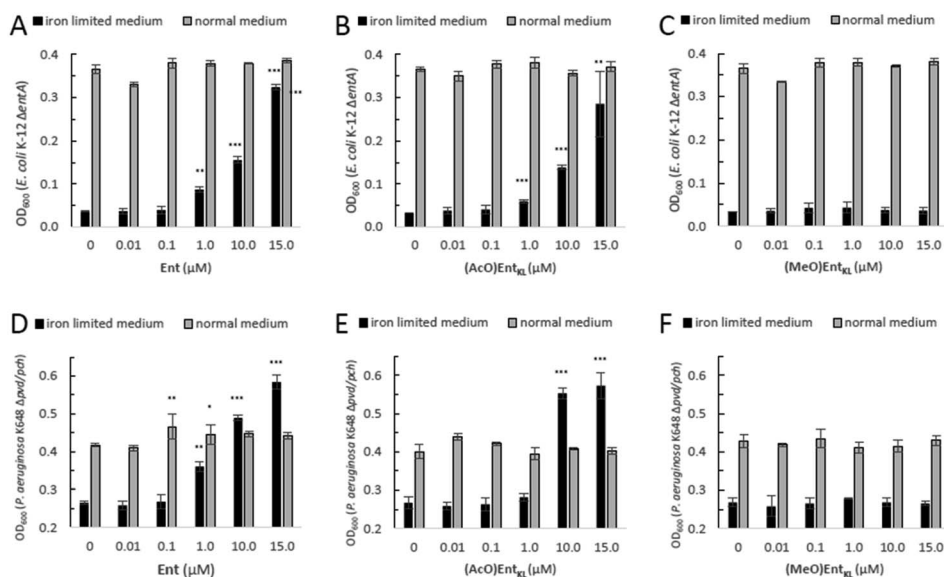 A
■ iron limited medium ■ normal medium
OD600 (E. coli K-12 ΔentA)
0.4
0.3
0.2
0.1
0.0
**
***
***
***
0 0.01 0.1 1.0 10.0 15.0
Ent (μM)
B
■ iron limited medium ■ normal medium
OD600 (E. coli K-12 ΔentA)
0.4
0.3
0.2
0.1
0.0
***
***
**
0 0.01 0.1 1.0 10.0 15.0
(AcO)EntKL (μM)
C
■ iron limited medium ■ normal medium
OD600 (E. coli K-12 ΔentA)
0.4
0.3
0.2
0.1
0.0
0 0.01 0.1 1.0 10.0 15.0
(MeO)EntKL (μM)
D
■ iron limited medium ■ normal medium
OD600 (P. aeruginosa K648 Δpvd/pch)
0.6
0.5
0.4
0.3
0.2
**
**
*
***
***
0 0.01 0.1 1.0 10.0 15.0
Ent (μM)
E
■ iron limited medium ■ normal medium
OD600 (P. aeruginosa K648 Δpvd/pch)
0.6
0.5
0.4
0.3
0.2
***
***
0 0.01 0.1 1.0 10.0 15.0
(AcO)EntKL (μM)
F
■ iron limited medium ■ normal medium
OD600 (P. aeruginosa K648 Δpvd/pch)
0.6
0.5
0.4
0.3
0.2
0 0.01 0.1 1.0 10.0 15.0
(MeO)EntKL (μM)